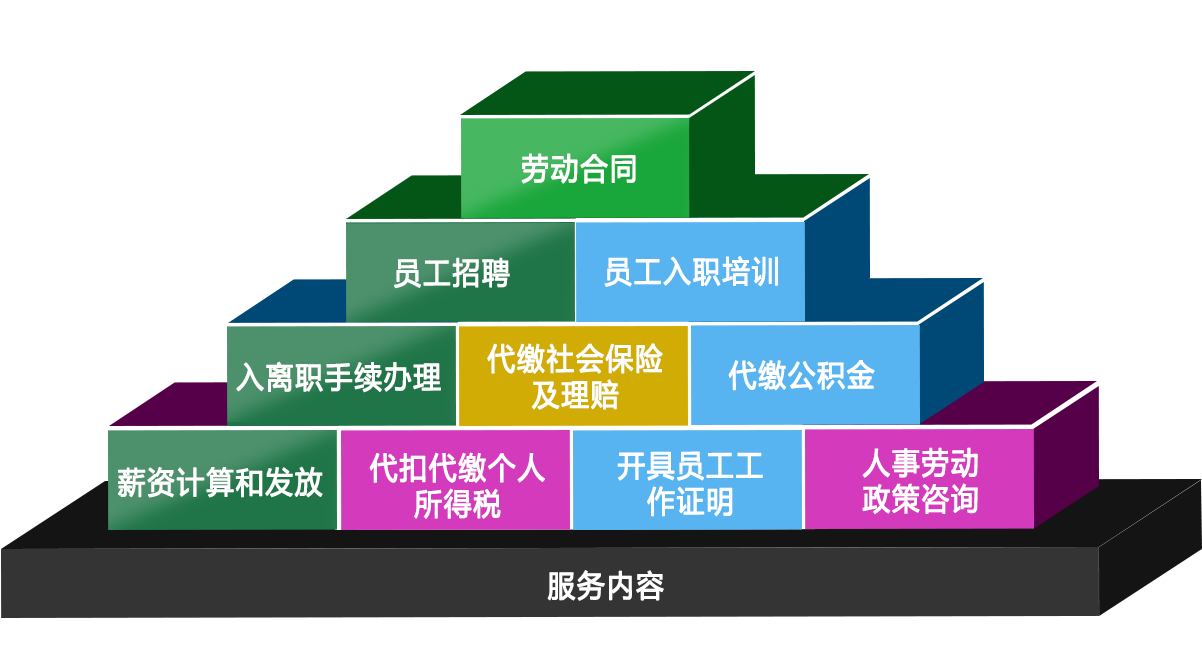 劳动合同
员工招聘
员工入职培训
入离职手续办理
代缴社会保险
及理赔
代缴公积金
薪资计算和发放
代扣代缴个人
所得税
开具员工工
作证明
人事劳动
政策咨询
服务内容